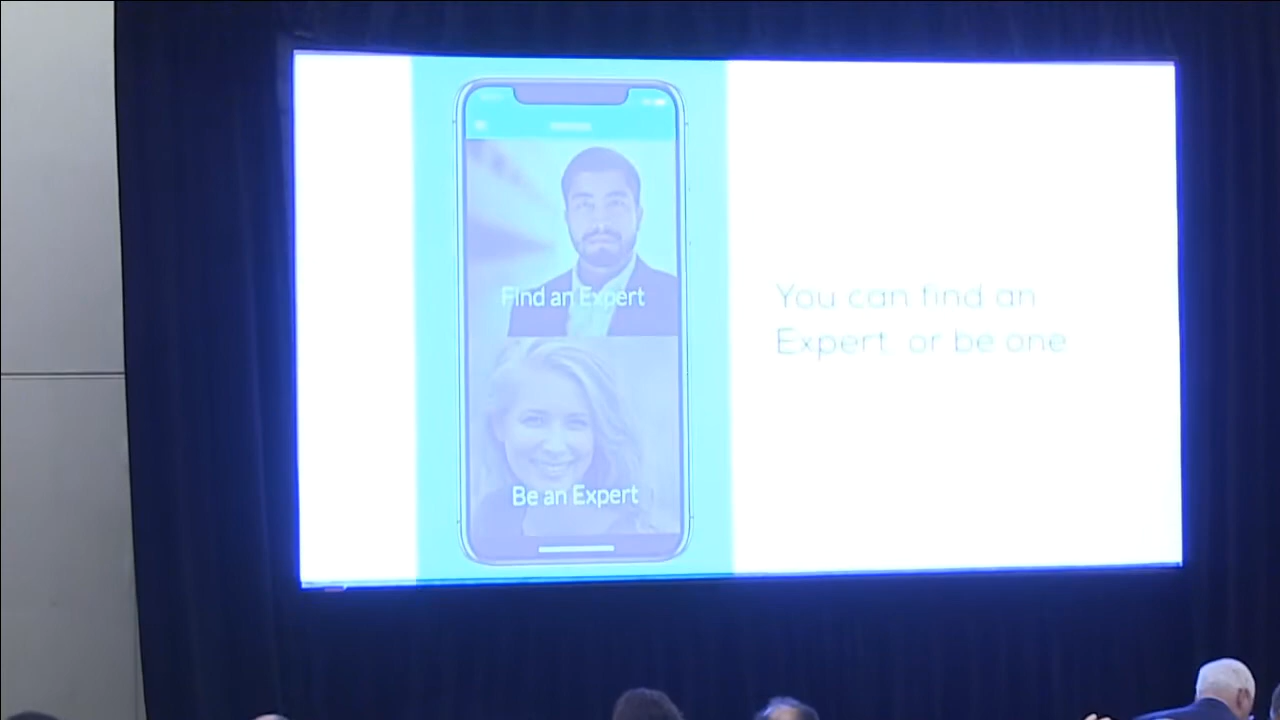 Find an Expert
Be an Expert
You can find an
Expert, or be one